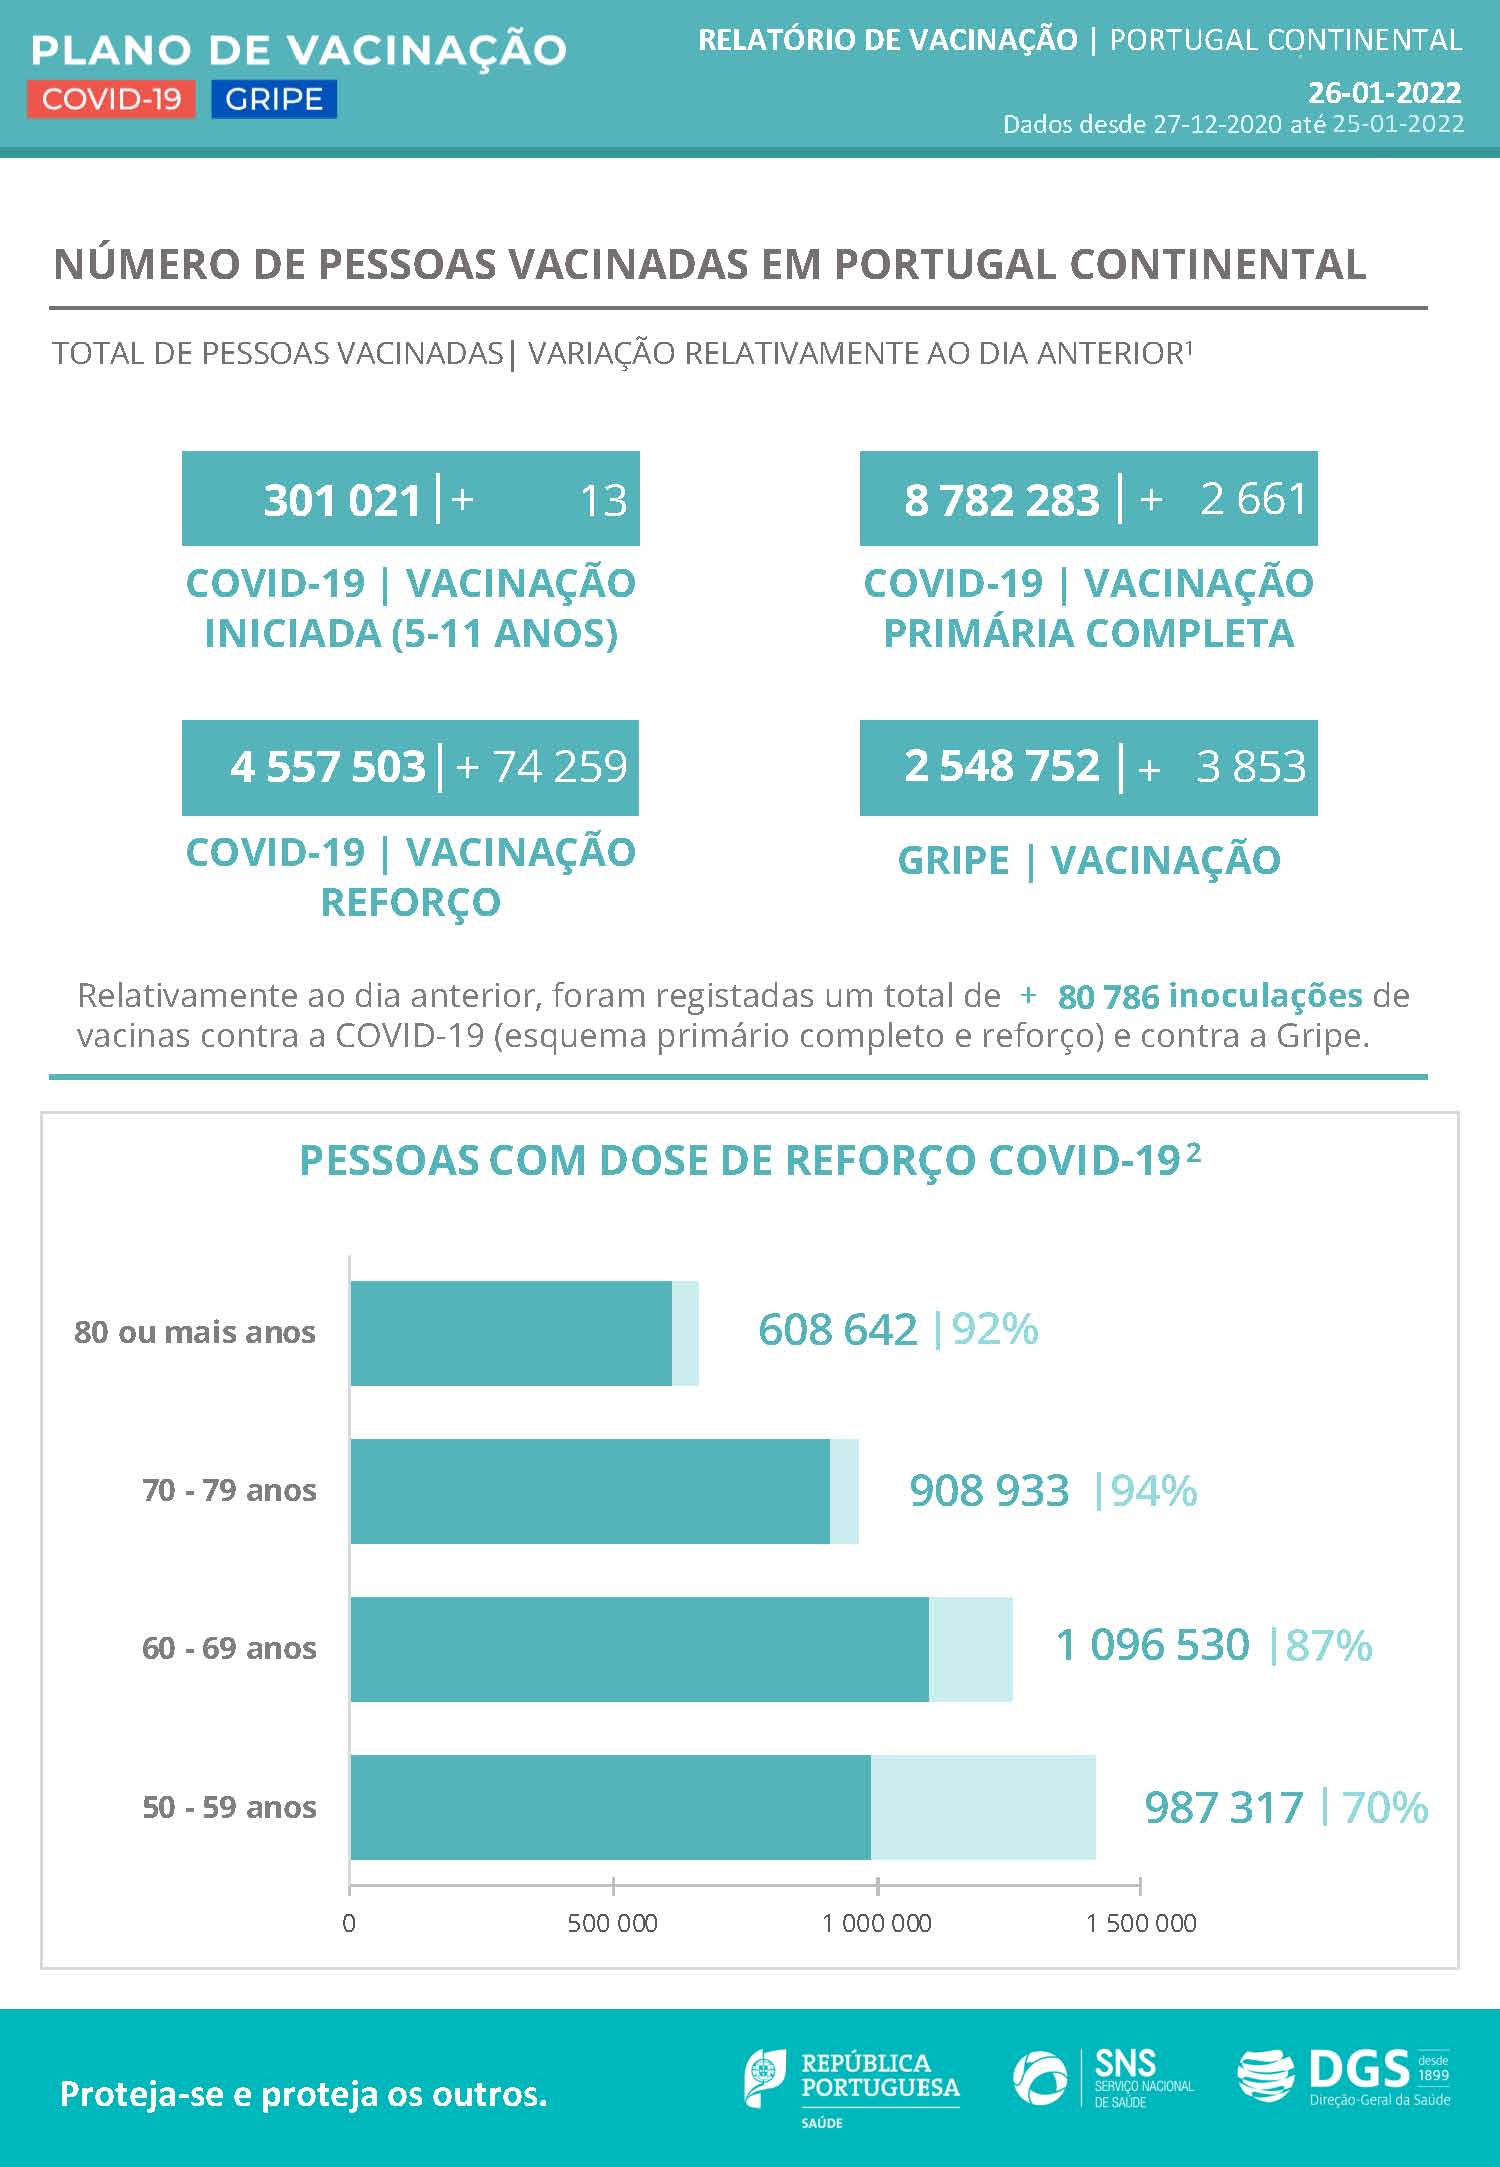 PLANO DE VACINAÇÃO
COVID-19 GRIPE
RELATÓRIO DE VACINAÇÃO | PORTUGAL CONTINENTAL
26-01-2022
Dados desde 27-12-2020 até 25-01-2022
NÚMERO DE PESSOAS VACINADAS EM PORTUGAL CONTINENTAL
TOTAL DE PESSOAS VACINADAS| VARIAÇÃO RELATIVAMENTE AO DIA ANTERIOR¹
301 021 | + 13
COVID-19 | VACINAÇÃO
INICIADA (5-11 ANOS)
8 782 283 | + 2 661
COVID-19 | VACINAÇÃO
PRIMÁRIA COMPLETA
4 557 503 | + 74 259
COVID-19 | VACINAÇÃO
REFORÇO
2 548 752 | + 3 853
GRIPE | VACINAÇÃO
Relativamente ao dia anterior, foram registadas um total de + 80 786 inoculações de
vacinas contra a COVID-19 (esquema primário completo e reforço) e contra a Gripe.
PESSOAS COM DOSE DE REFORÇO COVID-19²
80 ou mais anos 608 642 |92%
70 - 79 anos 908 933 |94%
60 - 69 anos 1 096 530 |87%
50 - 59 anos 987 317 | 70%
0 500 000 1 000 000 1 500 000
Proteja-se e proteja os outros.
REPÚBLICA
PORTUGUESA
SAÚDE
SNS
SERVIÇO NACIONAL
DE SAÚDE
DGS desde
1899
Direção-Geral da Saúde